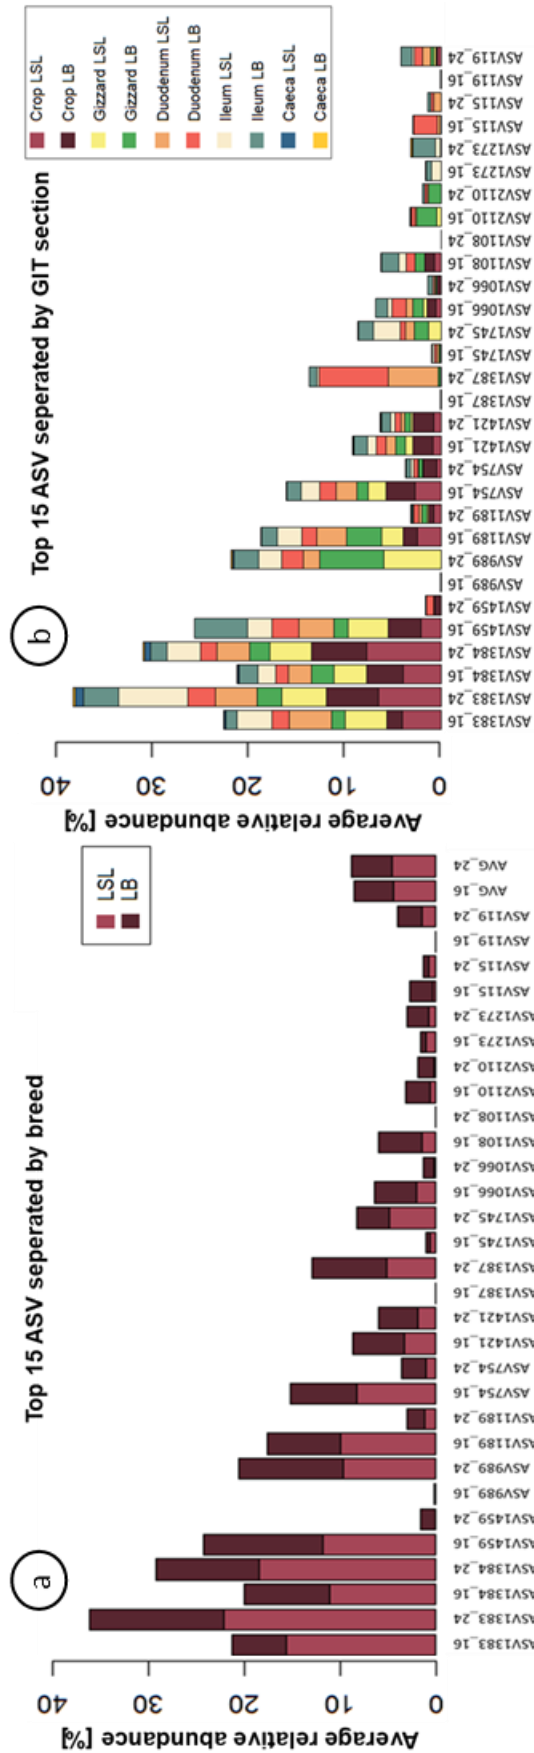 a
Top 15 ASV seperated by breed
Average relative abundance [%]
0
10
20
30
40
LSL
LB
ASV1383_16
ASV1383_24
ASV1384_16
ASV1384_24
ASV1459_16
ASV1459_24
ASV989_16
ASV989_24
ASV1189_16
ASV1189_24
ASV754_16
ASV754_24
ASV1421_16
ASV1421_24
ASV1387_16
ASV1387_24
ASV1745_16
ASV1745_24
ASV1066_16
ASV1066_24
ASV1108_16
ASV1108_24
ASV2110_16
ASV2110_24
ASV1273_16
ASV1273_24
ASV115_16
ASV115_24
ASV119_16
ASV119_24
AVG_16
AVG_24
b
Top 15 ASV seperated by GIT section
Average relative abundance [%]
0
10
20
30
40
Crop LSL
Crop LB
Gizzard LSL
Gizzard LB
Duodenum LSL
Duodenum LB
Ileum LSL
Ileum LB
Caeca LSL
Caeca LB
ASV1383_16
ASV1383_24
ASV1384_16
ASV1384_24
ASV1459_16
ASV1459_24
ASV989_16
ASV989_24
ASV1189_16
ASV1189_24
ASV754_16
ASV754_24
ASV1421_16
ASV1421_24
ASV1387_16
ASV1387_24
ASV1745_16
ASV1745_24
ASV1066_16
ASV1066_24
ASV1108_16
ASV1108_24
ASV2110_16
ASV2110_24
ASV1273_16
ASV1273_24
ASV115_16
ASV115_24
ASV119_16
ASV119_24